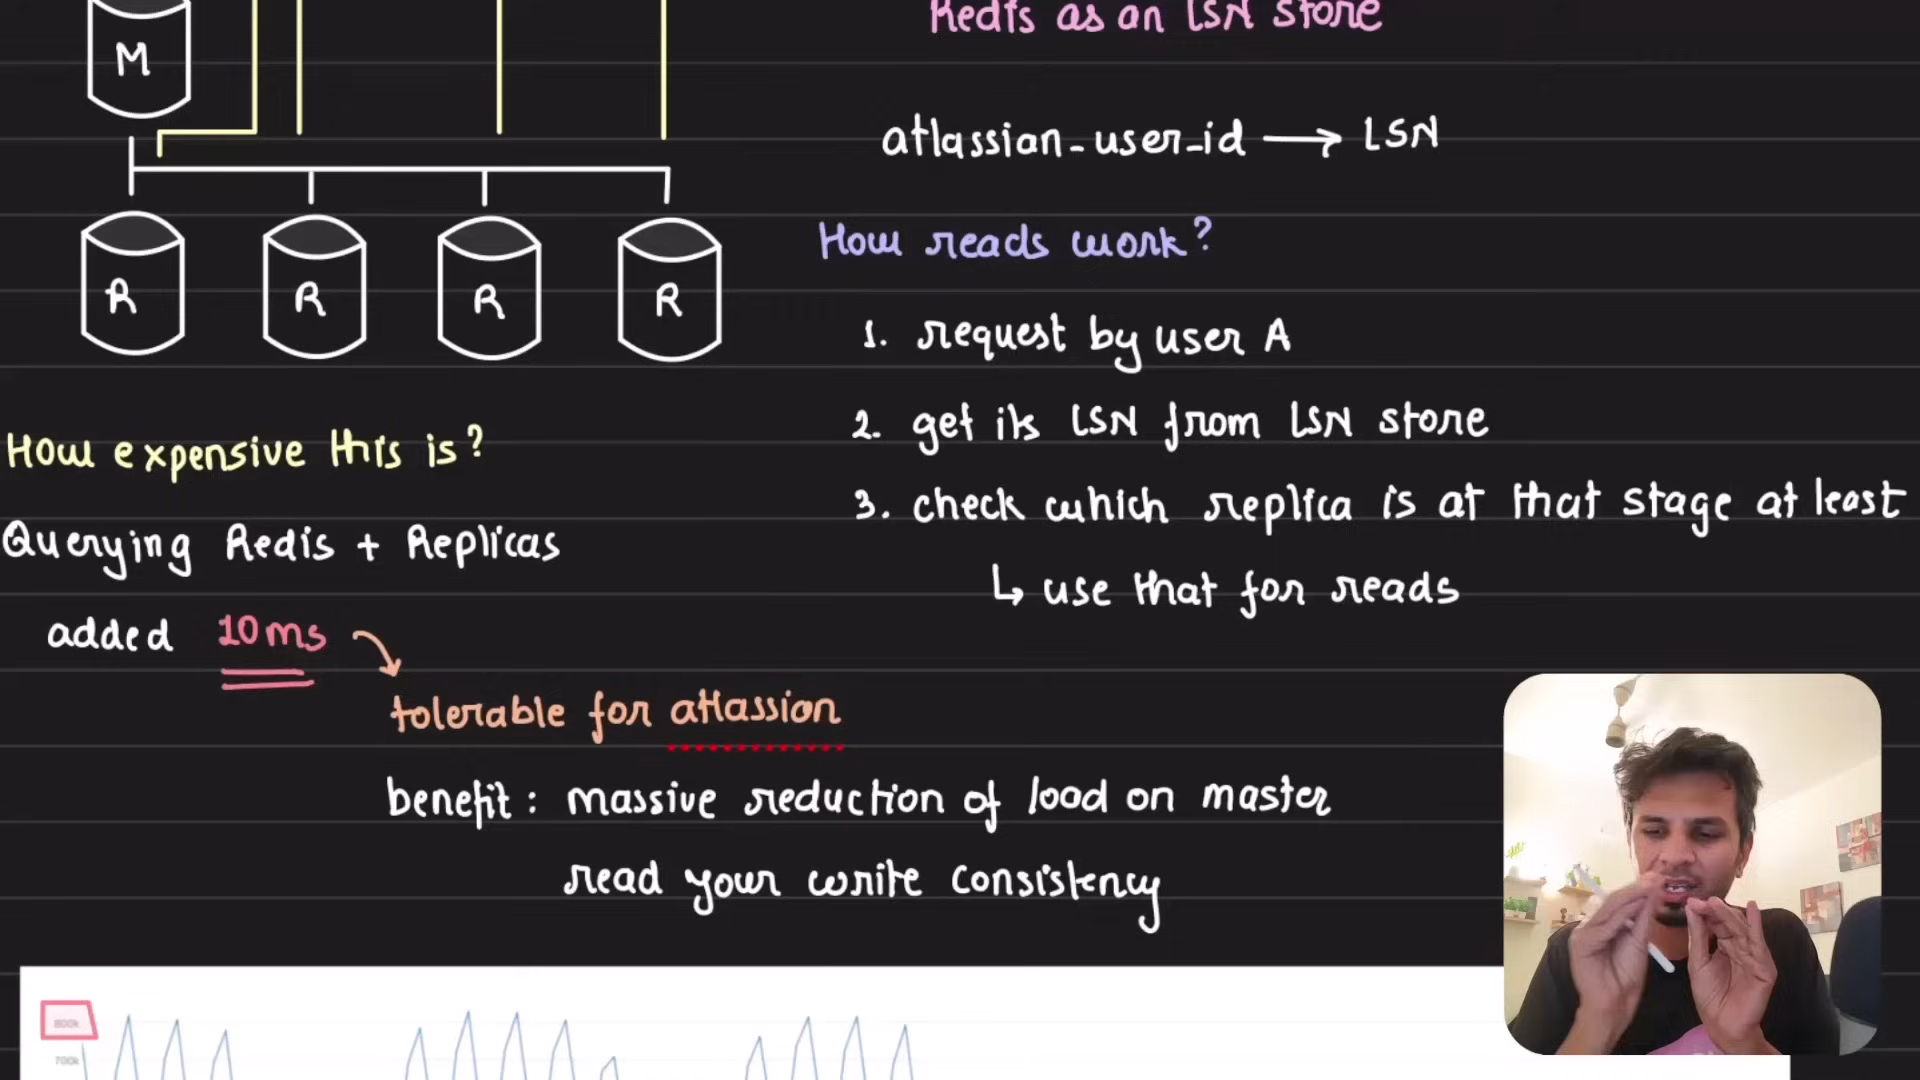 M
Redis as an LSN store
atlassian_user_id → LSN
R R R R
How reads work?
1. request by user A
2. get its LSN from LSN store
3. check which replica is at that stage at least
↳ use that for reads
How expensive this is?
Querying Redis + Replicas
added 10ms
tolerable for atlassian
benefit: massive reduction of load on master
read your write consistency
800k
700k